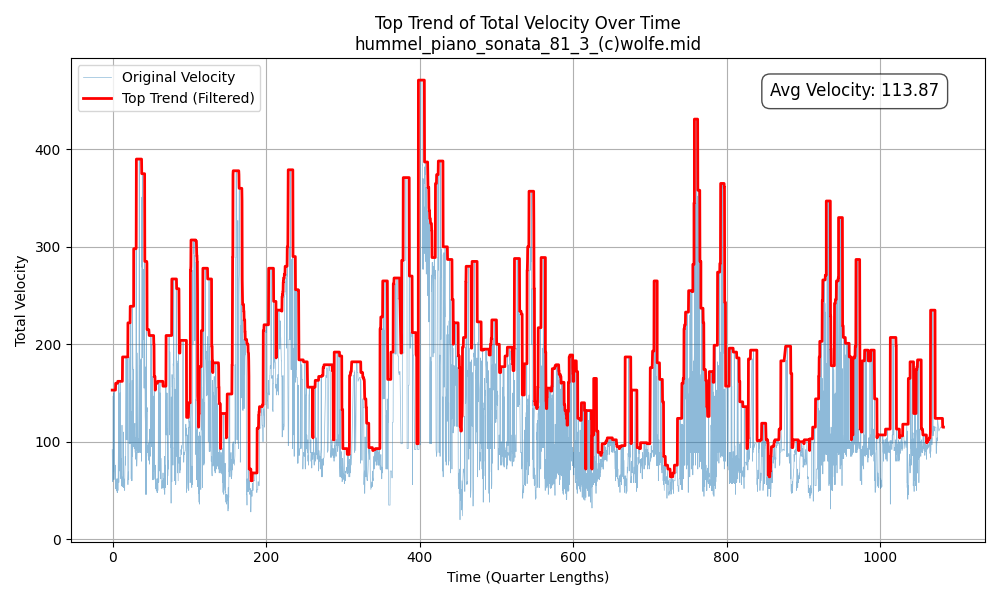 Top Trend of Total Velocity Over Time
hummel_piano_sonata_81_3_(c)wolfe.mid
Original Velocity
Top Trend (Filtered)
Avg Velocity: 113.87
Total Velocity
400
300
200
100
0
0 200 400 600 800 1000
Time (Quarter Lengths)